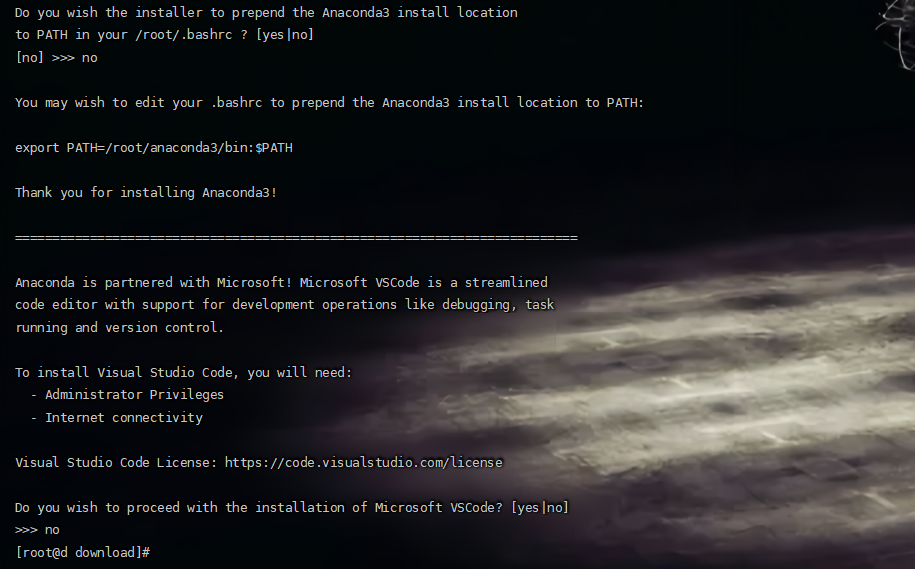 Do you wish the installer to prepend the Anaconda3 install location
to PATH in your /root/.bashrc ? [yes|no]
[no] >>> no
You may wish to edit your .bashrc to prepend the Anaconda3 install location to PATH:
export PATH=/root/anaconda3/bin:$PATH
Thank you for installing Anaconda3!
===========================================================================
Anaconda is partnered with Microsoft! Microsoft VSCode is a streamlined
code editor with support for development operations like debugging, task
running and version control.
To install Visual Studio Code, you will need:
- Administrator Privileges
- Internet connectivity
Visual Studio Code License: https://code.visualstudio.com/license
Do you wish to proceed with the installation of Microsoft VSCode? [yes|no]
>>> no
[root@d download]#